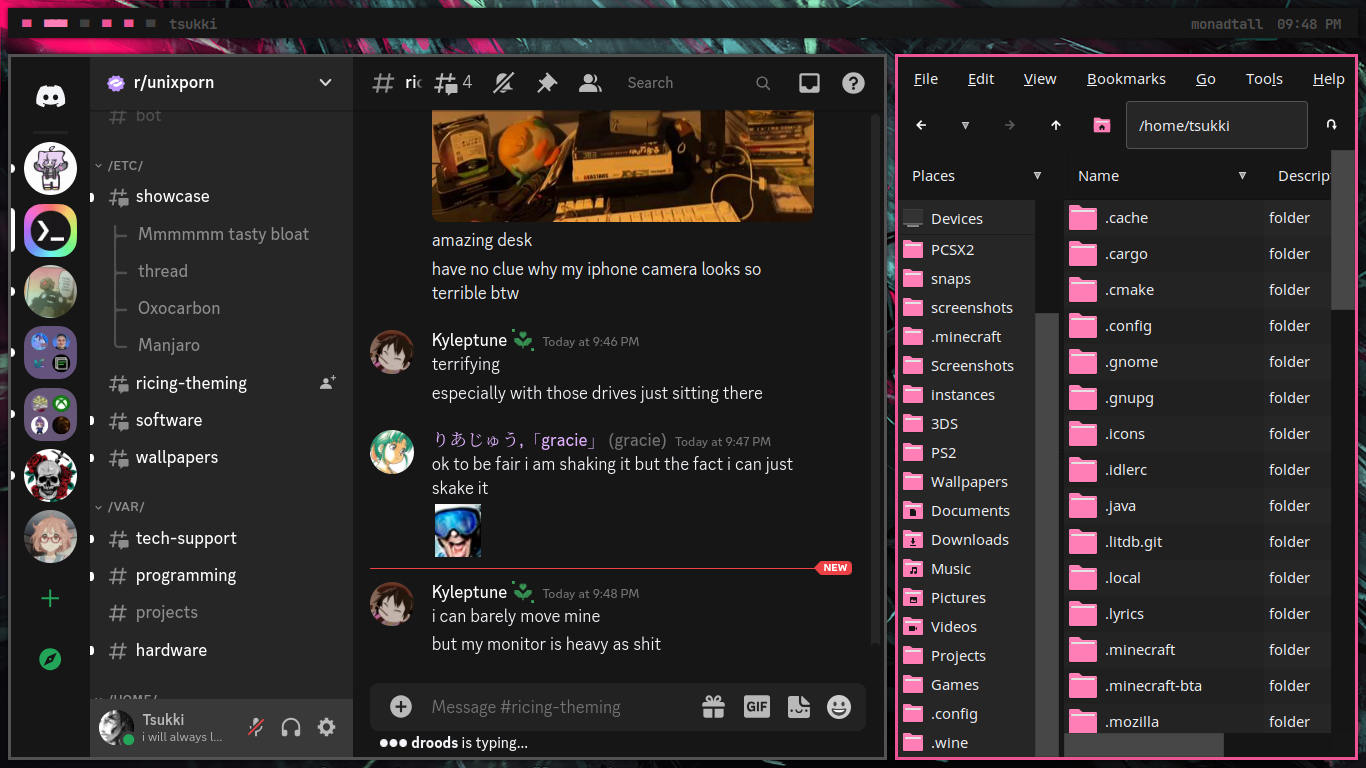 tsukki
monadtall 09:48 PM
r/unixporn
bot
/ETC/
showcase
Mmmmmm tasty bloat
thread
Oxocarbon
Manjaro
ricing-theming
software
wallpapers
/VAR/
tech-support
programming
projects
hardware
/HOME/
Tsukki
i will always l...
ric
4
Search
amazing desk
have no clue why my iphone camera looks so
terrible btw
Kyleptune Today at 9:46 PM
terrifying
especially with those drives just sitting there
りあじゅう,「gracie」 (gracie) Today at 9:47 PM
ok to be fair i am shaking it but the fact i can just
skake it
NEW
Kyleptune Today at 9:48 PM
i can barely move mine
but my monitor is heavy as shit
Message #ricing-theming
GIF
droods is typing...
File Edit View Bookmarks Go Tools Help
/home/tsukki
Places
Devices
PCSX2
snaps
screenshots
.minecraft
Screenshots
instances
3DS
PS2
Wallpapers
Documents
Downloads
Music
Pictures
Videos
Projects
Games
.config
.wine
Name Descript
.cache folder
.cargo folder
.cmake folder
.config folder
.gnome folder
.gnupg folder
.icons folder
.idlerc folder
.java folder
.litdb.git folder
.local folder
.lyrics folder
.minecraft folder
.minecraft-bta folder
.mozilla folder